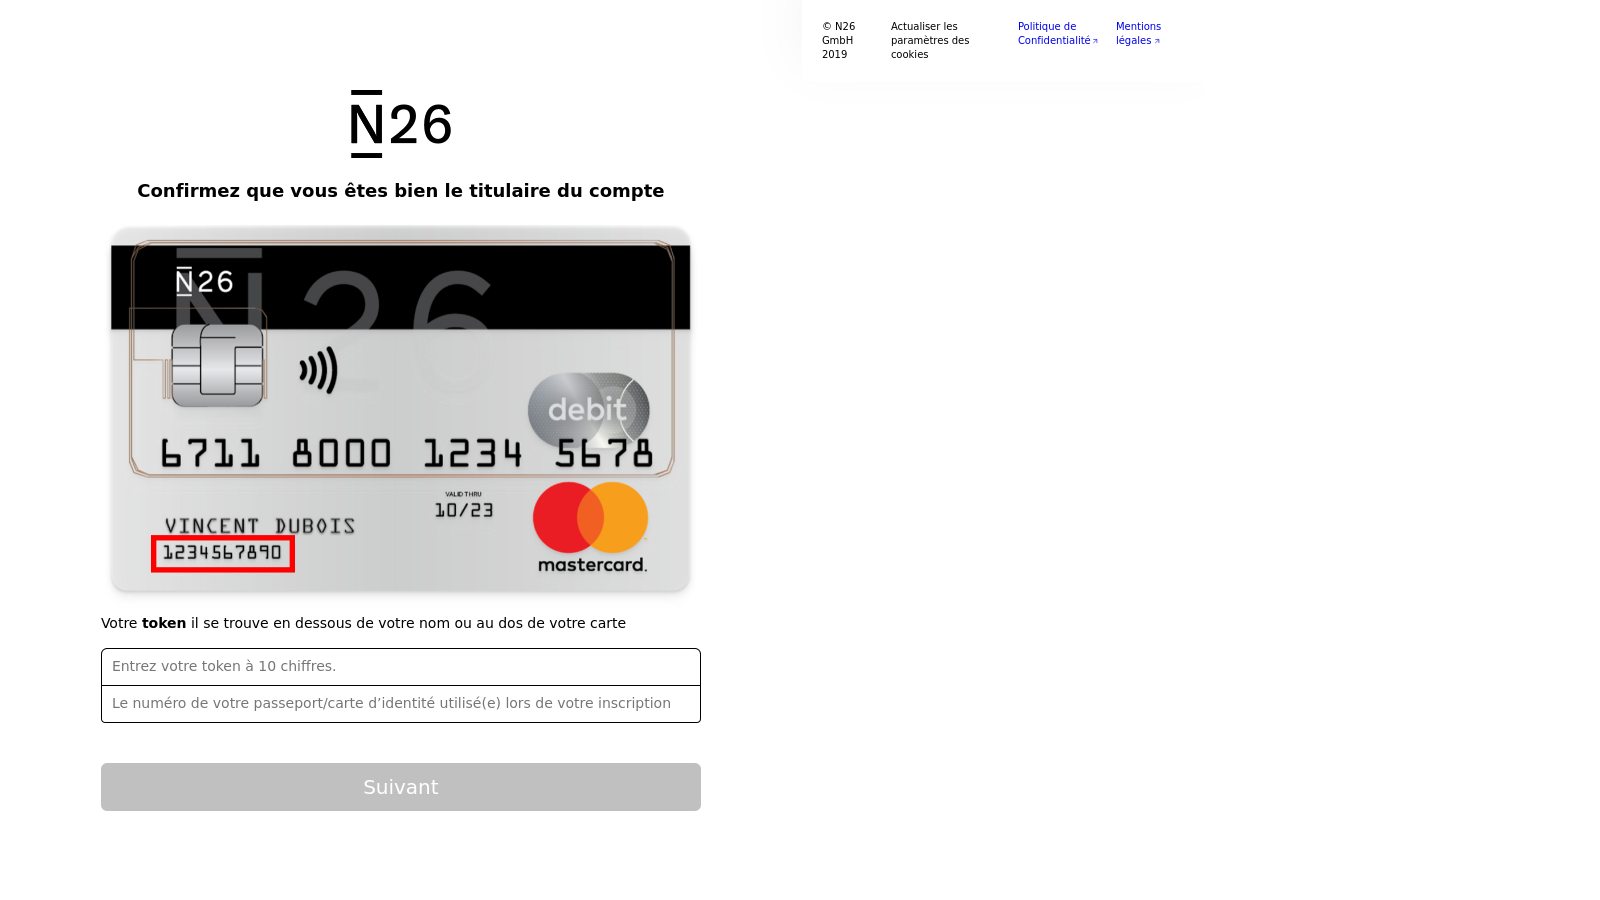 © N26
GmbH
2019
Actualiser les
paramètres des
cookies
Politique de
Confidentialité
Mentions
légales
N26
Confirmez que vous êtes bien le titulaire du compte
N26
N26
debit
6711 8000 1234 5678
VALID THRU
10/23
VINCENT DUBOIS
1234567890
mastercard.
Votre token il se trouve en dessous de votre nom ou au dos de votre carte
Entrez votre token à 10 chiffres.
Le numéro de votre passeport/carte d’identité utilisé(e) lors de votre inscription
Suivant